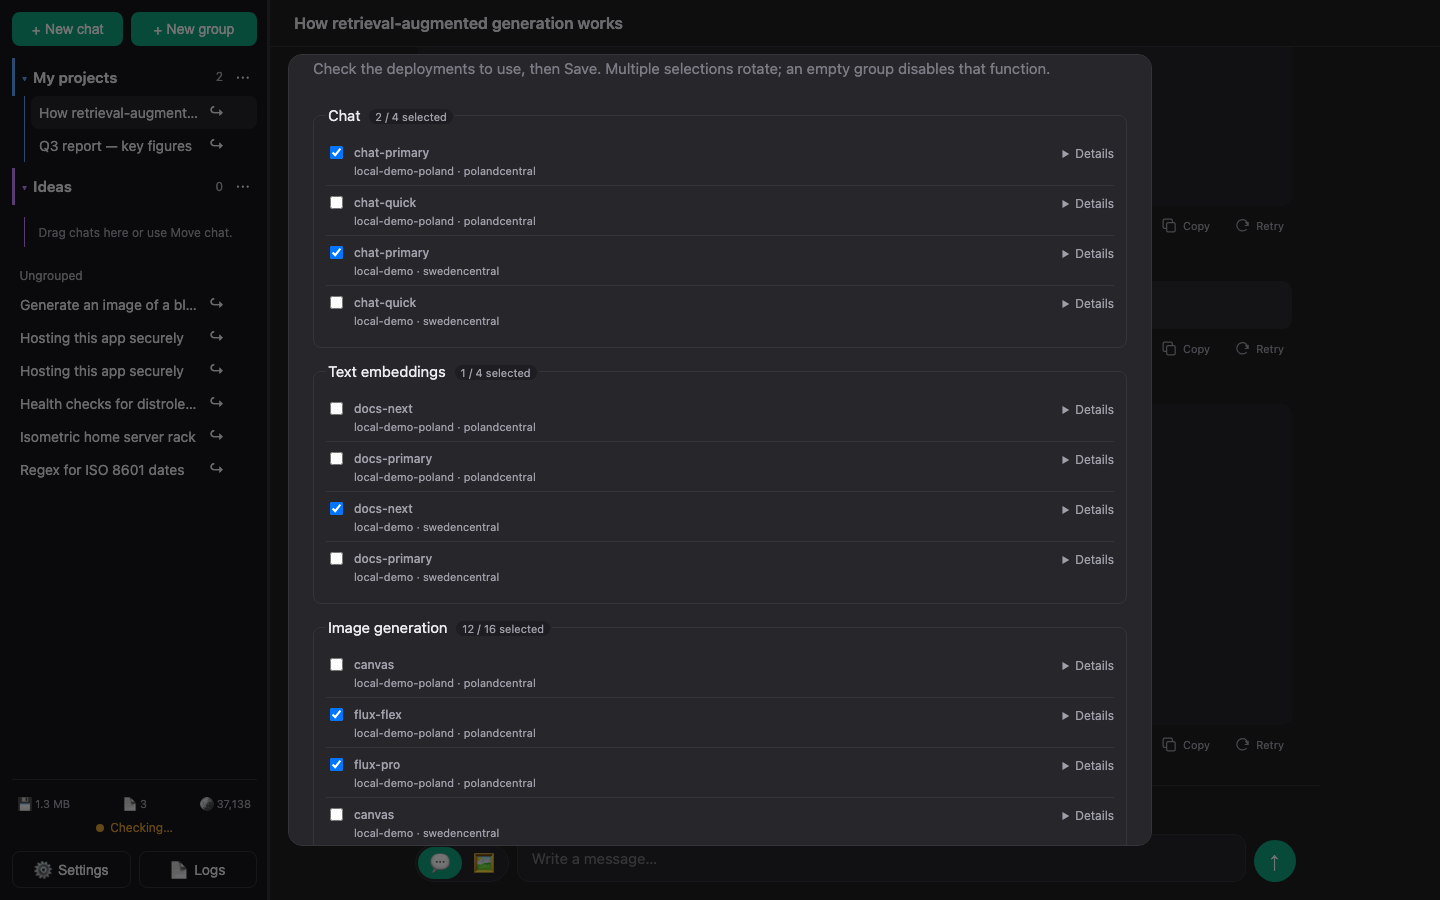 + New chat
+ New group
My projects 2 ...
How retrieval-augment...
Q3 report — key figures
Ideas 0 ...
Drag chats here or use Move chat.
Ungrouped
Generate an image of a bl...
Hosting this app securely
Hosting this app securely
Health checks for distrole...
Isometric home server rack
Regex for ISO 8601 dates
1.3 MB 3 37,138
Checking...
Settings Logs
How retrieval-augmented generation works
Check the deployments to use, then Save. Multiple selections rotate; an empty group disables that function.
Chat 2 / 4 selected
chat-primary Details
local-demo-poland · polandcentral
chat-quick Details
local-demo-poland · polandcentral
chat-primary Details
local-demo · swedencentral
chat-quick Details
local-demo · swedencentral
Text embeddings 1 / 4 selected
docs-next Details
local-demo-poland · polandcentral
docs-primary Details
local-demo-poland · polandcentral
docs-next Details
local-demo · swedencentral
docs-primary Details
local-demo · swedencentral
Image generation 12 / 16 selected
canvas Details
local-demo-poland · polandcentral
flux-flex Details
local-demo-poland · polandcentral
flux-pro Details
local-demo-poland · polandcentral
canvas Details
local-demo · swedencentral
Copy Retry
Copy Retry
Copy Retry
Write a message...